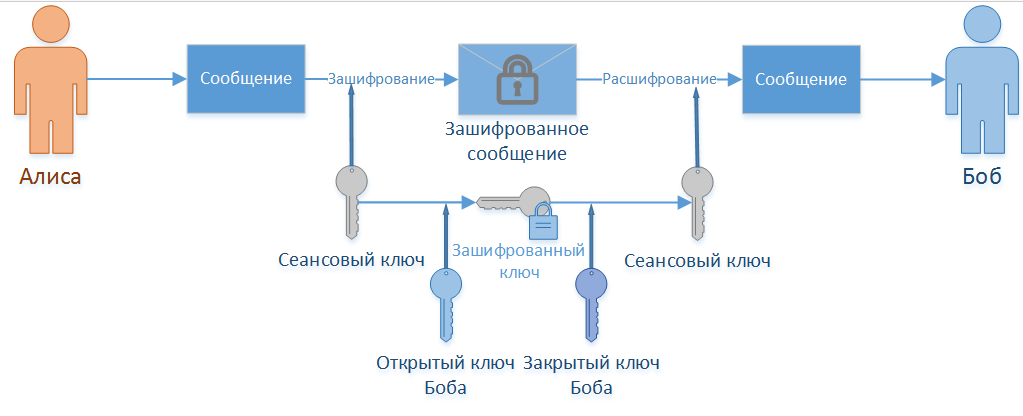 Сообщение
Зашифрование
Расшифрование
Сообщение
Зашифрованное
сообщение
Алиса
Боб
Сеансовый ключ
Зашифрованный
ключ
Сеансовый ключ
Открытый ключ
Боба
Закрытый ключ
Боба